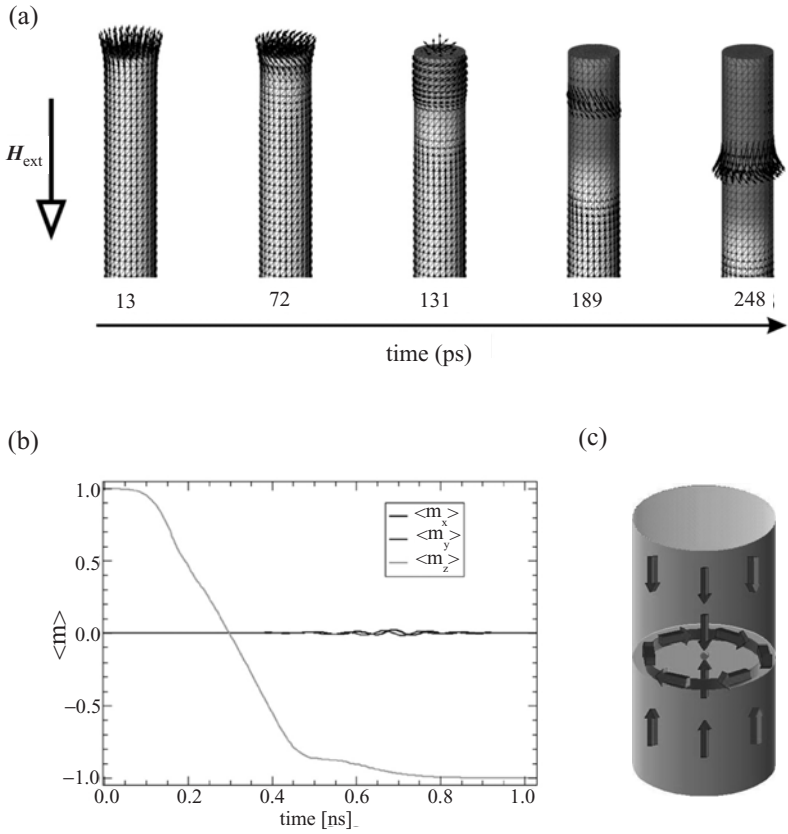 (a)
H ext
13 72 131 189 248
time (ps)
(b)
(c)
<m_x>
<m_y>
<m_z>
1.0
0.5
0.0
−0.5
−1.0
<m>
0.0 0.2 0.4 0.6 0.8 1.0
time [ns]